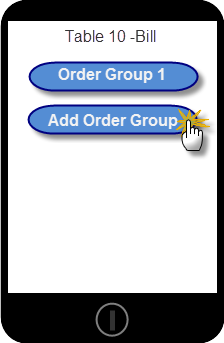 Table 10 -Bill
Order Group 1
Add Order Group